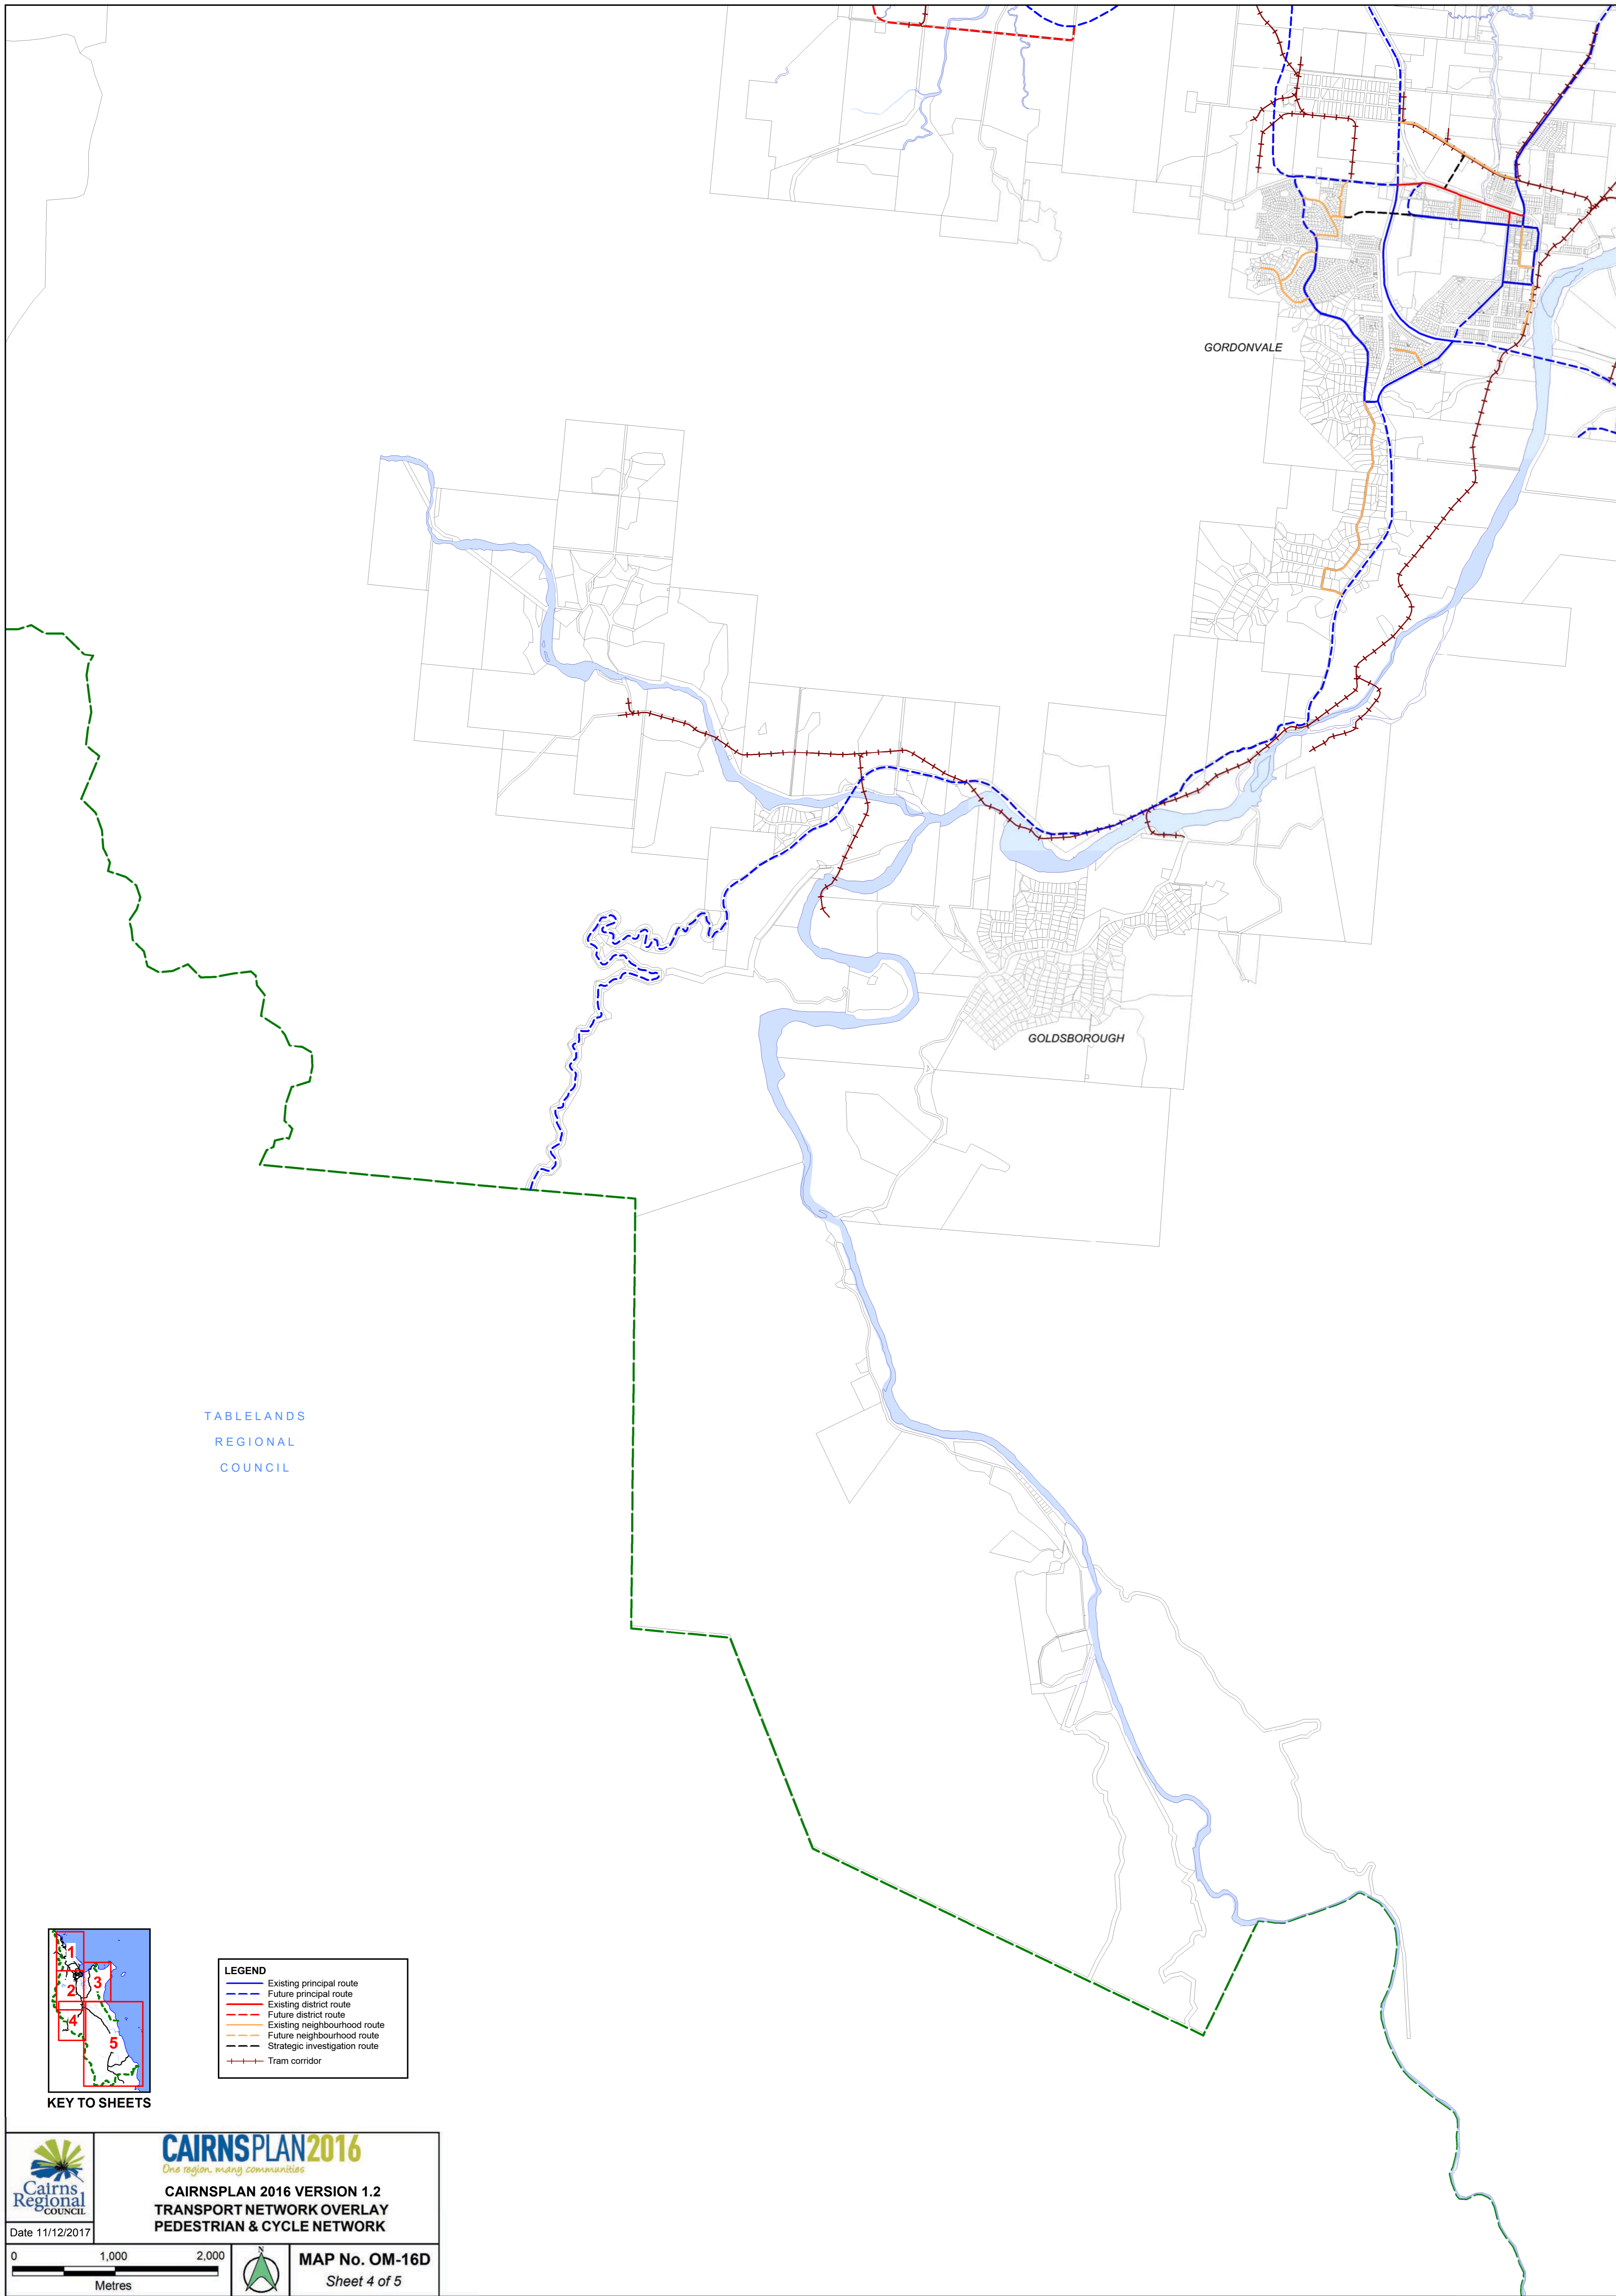 GORDONVALE
GOLDSBOROUGH
TABLELANDS
REGIONAL
COUNCIL
1
2
3
4
5
KEY TO SHEETS
LEGEND
Existing principal route
Future principal route
Existing district route
Future district route
Existing neighbourhood route
Future neighbourhood route
Strategic investigation route
Tram corridor
Cairns
Regional
COUNCIL
Date 11/12/2017
CAIRNSPLAN2016
One region, many communities
CAIRNSPLAN 2016 VERSION 1.2
TRANSPORT NETWORK OVERLAY
PEDESTRIAN & CYCLE NETWORK
0 1,000 2,000
Metres
N
MAP No. OM-16D
Sheet 4 of 5